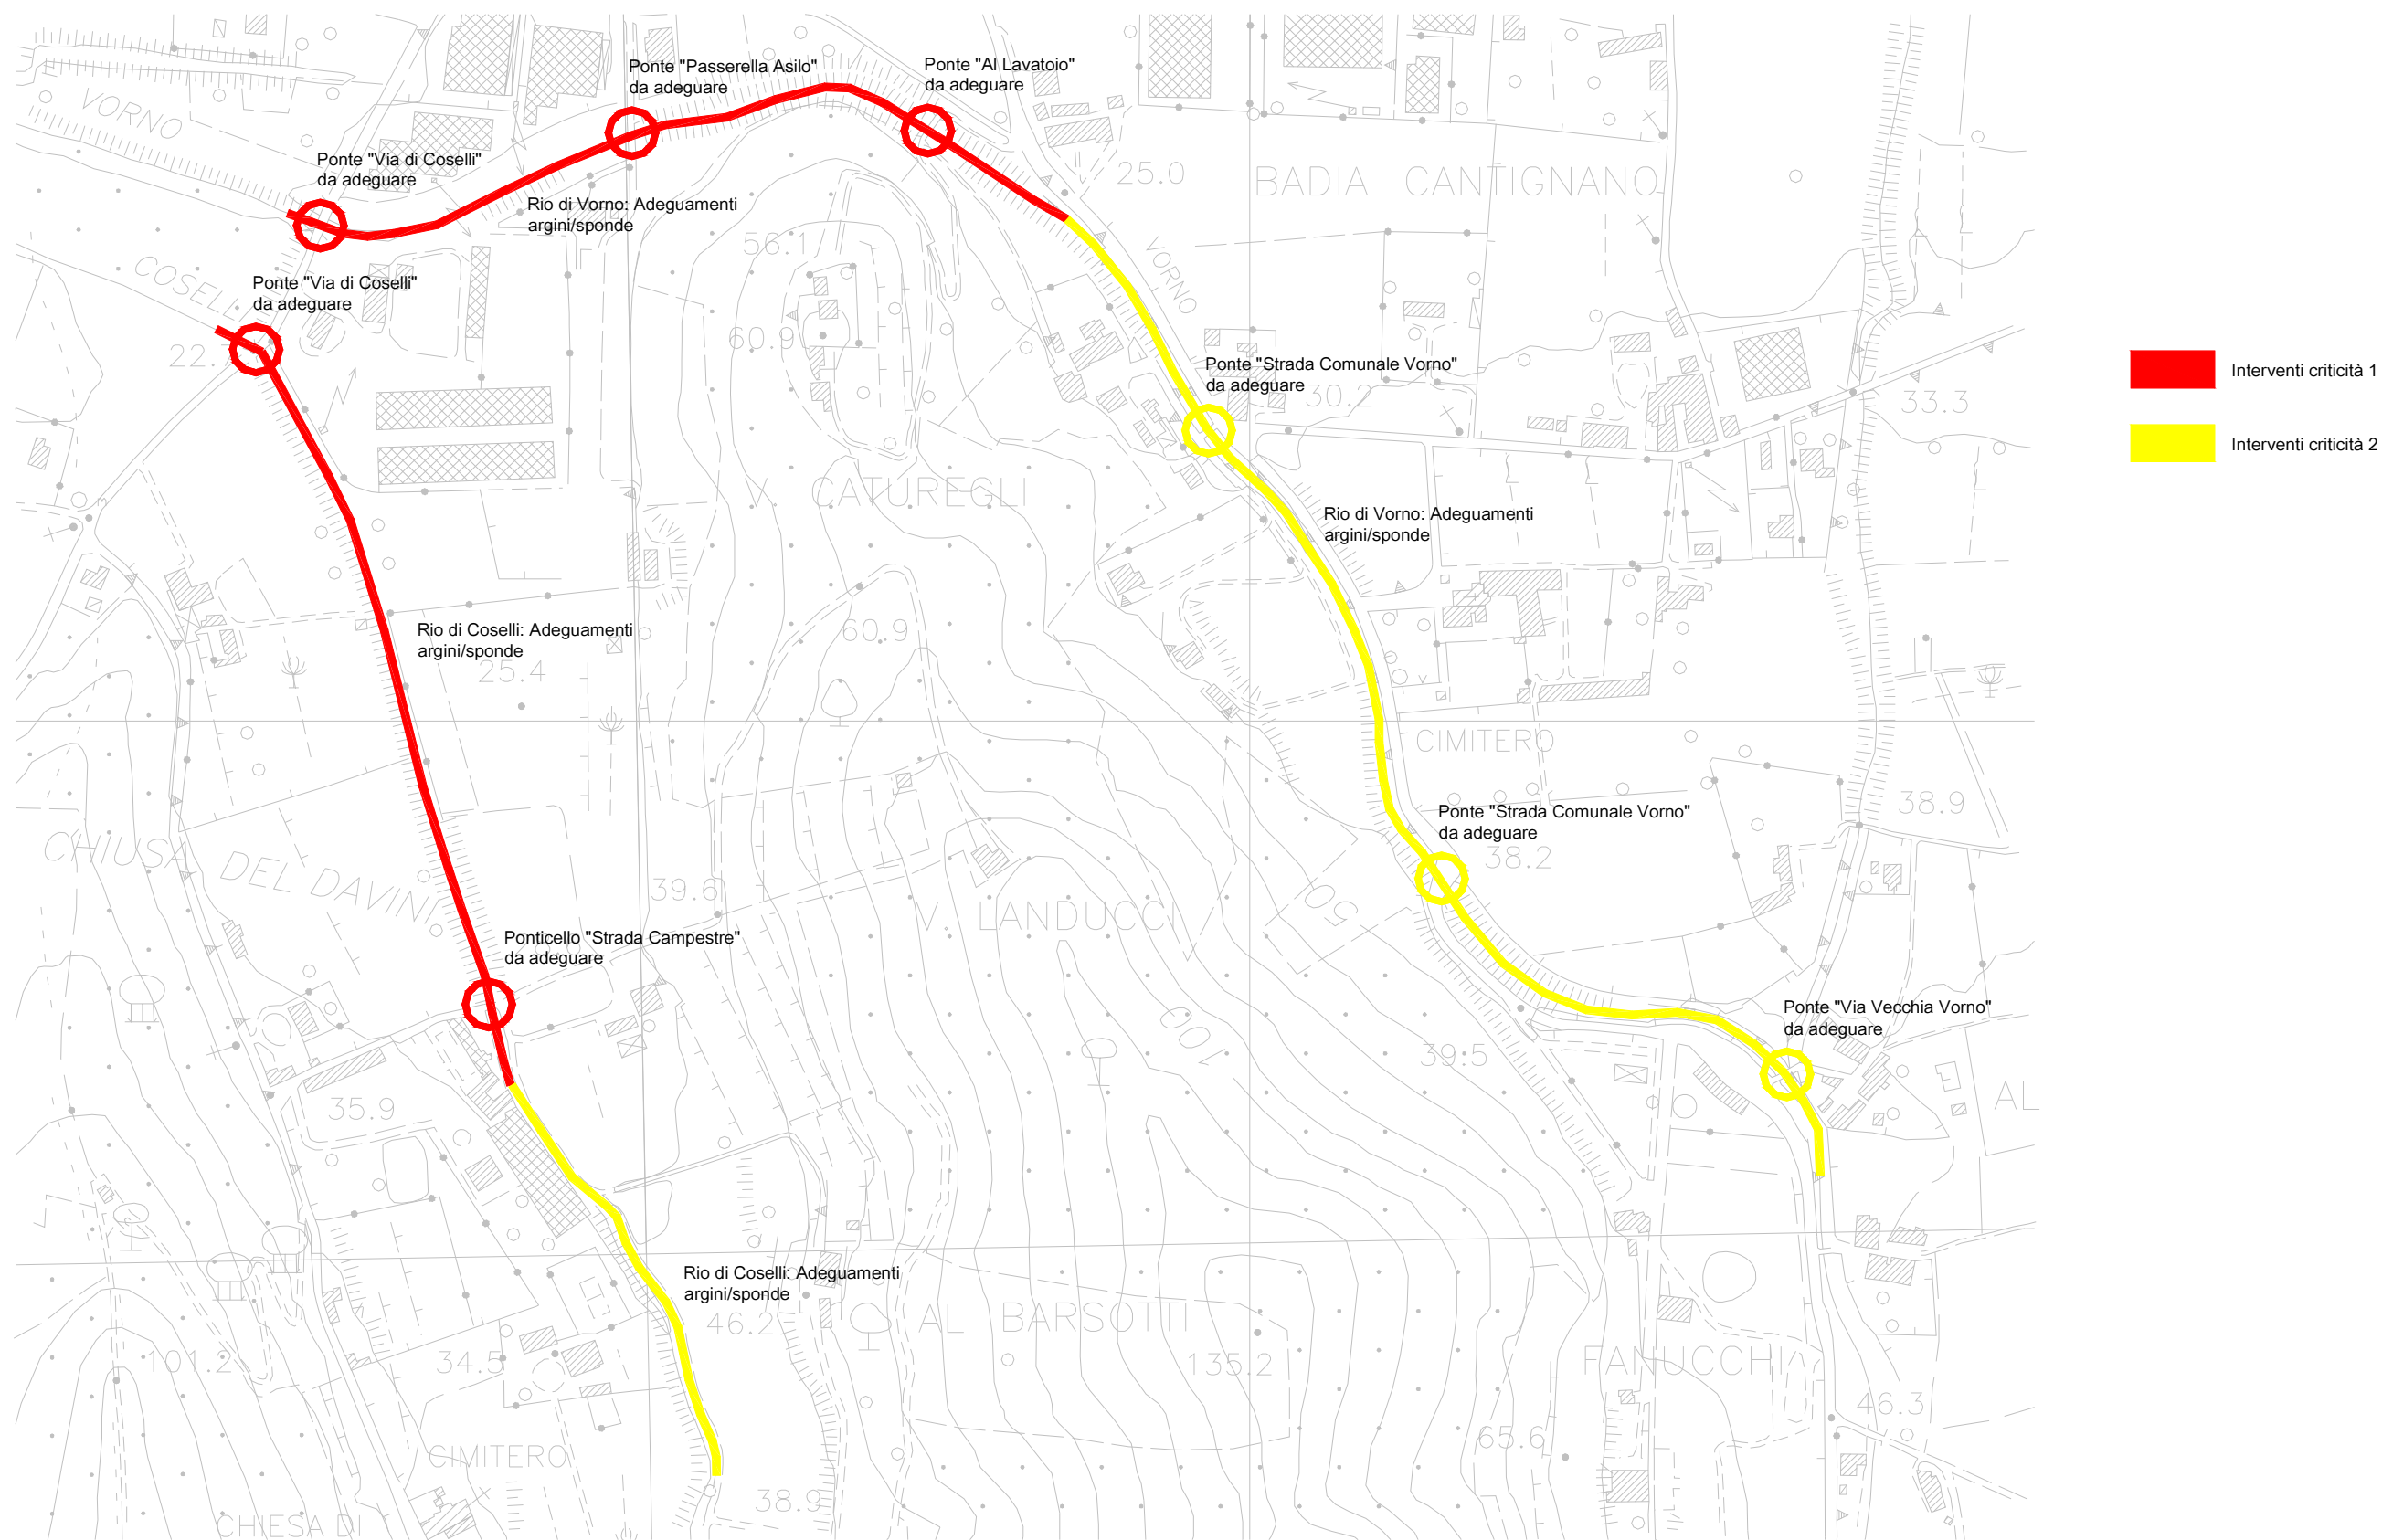 Ponte "Passerella Asilo"
da adeguare
Ponte "Al Lavatoio"
da adeguare
VORNO
Ponte "Via di Coselli"
da adeguare
25.0
BADIA CANTIGNANO
Rio di Vorno: Adeguamenti
argini/sponde
56.1
VORNO
Ponte "Via di Coselli"
da adeguare
60.9
Ponte "Strada Comunale Vorno"
da adeguare
30.2
33.3
Interventi criticità 1
Interventi criticità 2
V. CATUREGLI
Rio di Vorno: Adeguamenti
argini/sponde
Rio di Coselli: Adeguamenti
argini/sponde
60.9
25.4
CIMITERO
Ponte "Strada Comunale Vorno"
da adeguare
38.9
38.2
CHIUSA DEL DAVINI
39.6
V. LANDUCCI
50
Ponticello "Strada Campestre"
da adeguare
100
Ponte "Via Vecchia Vorno"
da adeguare
39.5
35.9
AL
Rio di Coselli: Adeguamenti
argini/sponde
46.2
AL BARSOTTI
101.2
34.5
135.2
FANUCCHI
46.3
65.6
CIMITERO
38.9
CHIESA DI